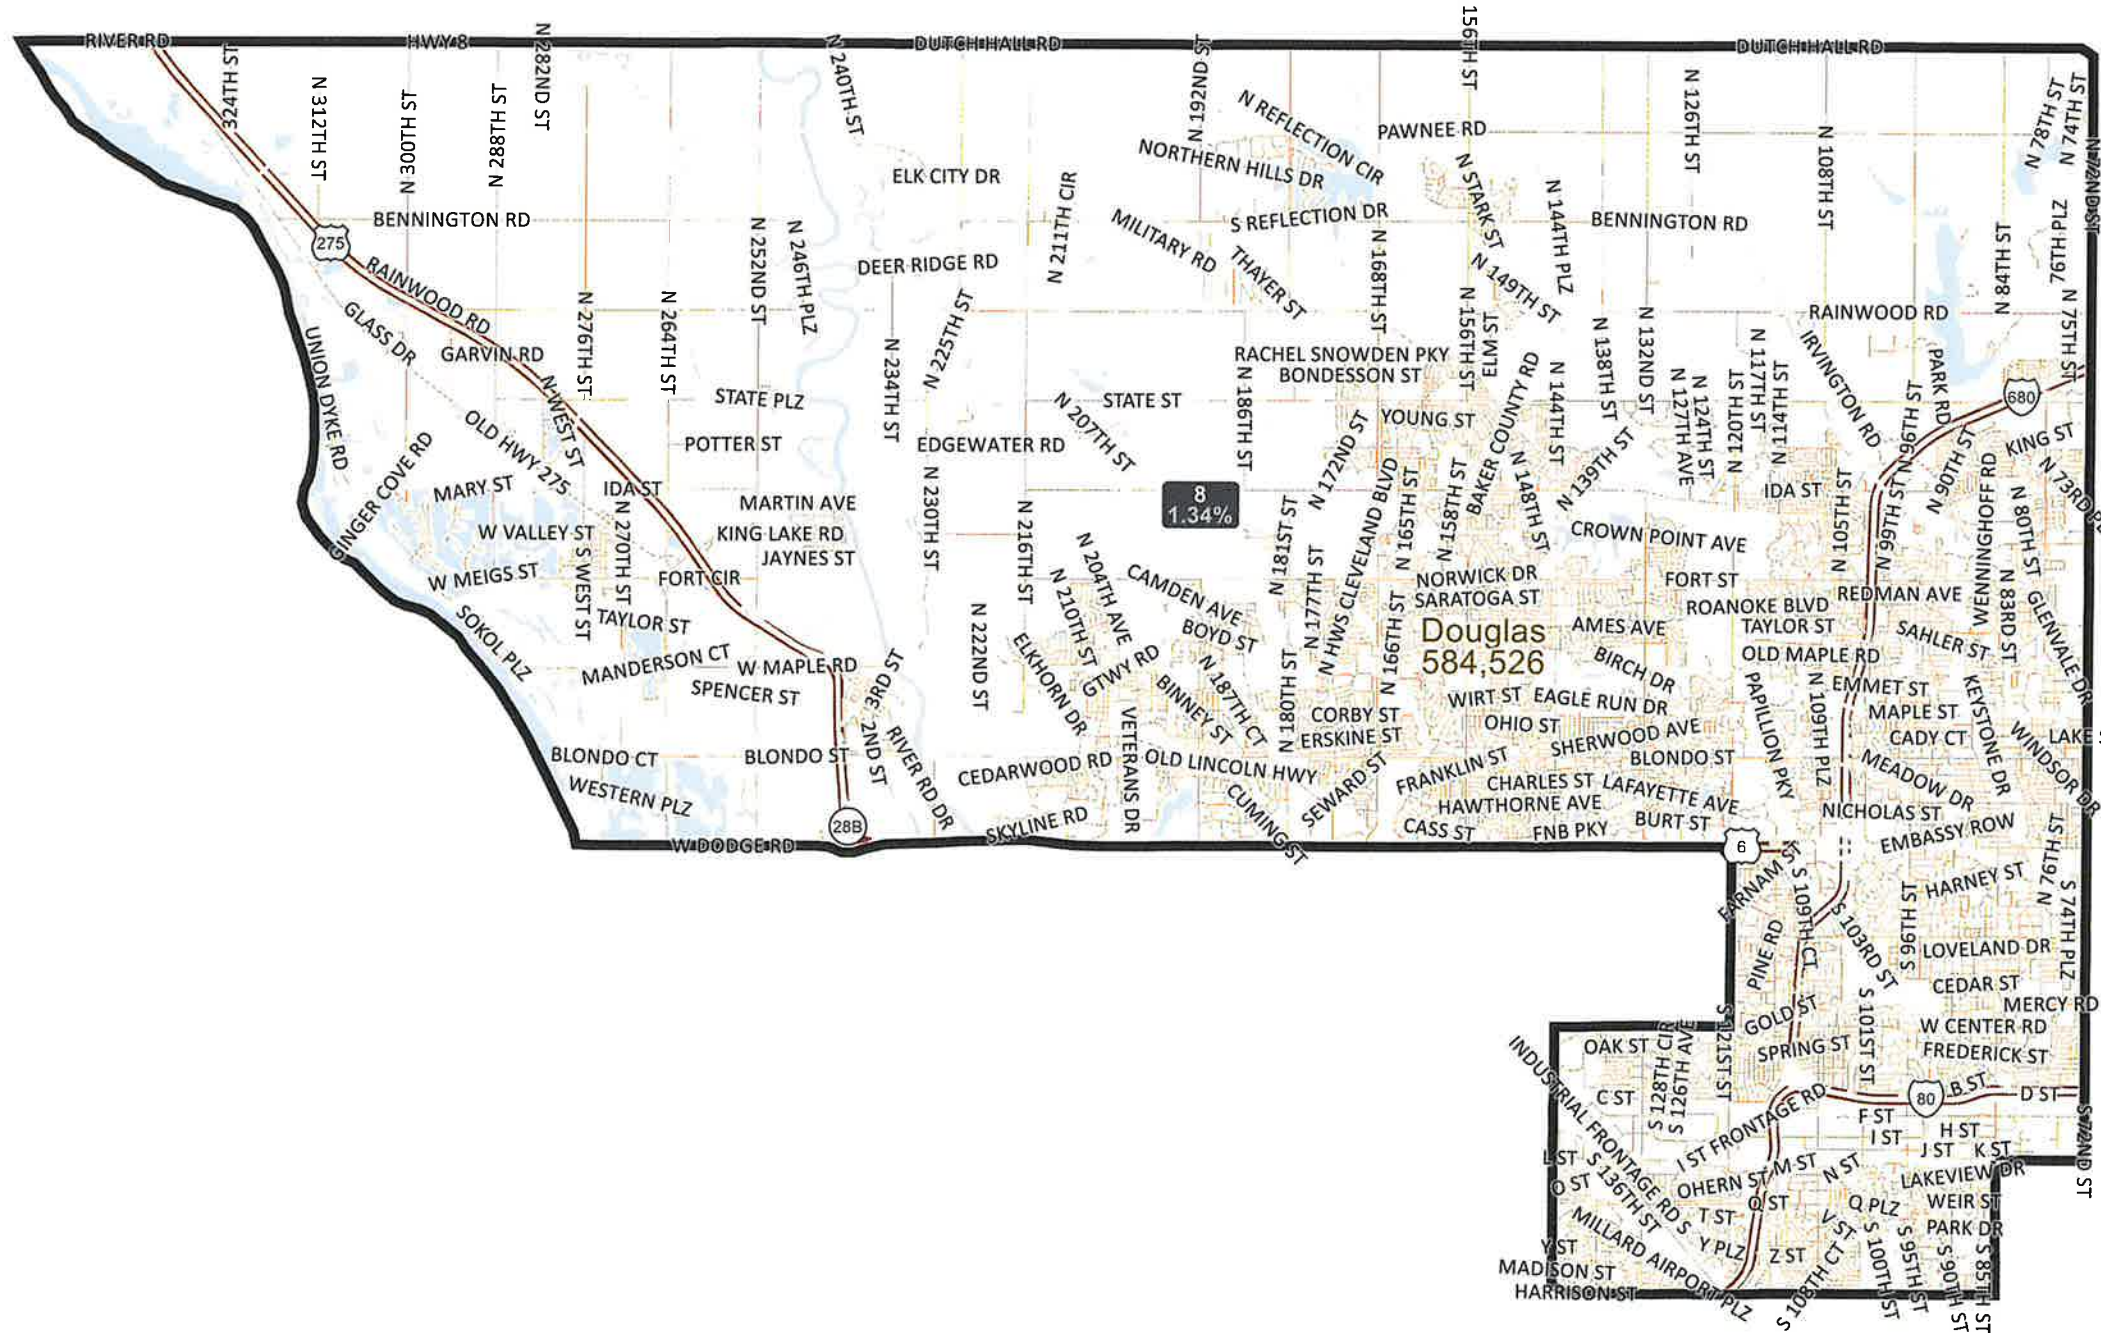 RIVER RD
HWY 8
DUTCH HALL RD
DUTCH HALL RD
156TH ST
324TH ST
N 312TH ST
N 300TH ST
N 288TH ST
N 282ND ST
N 240TH ST
N 192ND ST
N REFLECTION CIR
PAWNEE RD
N 126TH ST
N 108TH ST
N 78TH ST
N 74TH ST
N 72ND ST
NORTHERN HILLS DR
N STARK ST
ELK CITY DR
N 211TH CIR
BENNINGTON RD
S REFLECTION DR
N 144TH PLZ
BENNINGTON RD
76TH PLZ
275
N 252ND ST
N 246TH PLZ
MILITARY RD
THAYER ST
N 168TH ST
N 149TH ST
N 84TH ST
DEER RIDGE RD
RAINWOOD RD
N 276TH ST
N 264TH ST
N 225TH ST
N 156TH ST
ELM ST
N 138TH ST
N 132ND ST
RAINWOOD RD
N 75TH ST
GLASS DR
UNION DYKE RD
GARVIN RD
N 234TH ST
RACHEL SNOWDEN PKY
BONDESSON ST
BAKER COUNTY RD
N 144TH ST
N 127TH AVE
N 124TH ST
N 120TH ST
N 117TH ST
N 114TH ST
IRVINGTON RD
PARK RD
680
N WEST ST
STATE PLZ
STATE ST
N 207TH ST
N 186TH ST
N 172ND ST
YOUNG ST
N 96TH ST
OLD HWY 275
GINGER COVE RD
POTTER ST
EDGEWATER RD
N 139TH ST
N 90TH ST
KING ST
N 73RD PL
MARY ST
IDA ST
MARTIN AVE
N 230TH ST
8
1.34%
N HWS CLEVELAND BLVD
N 165TH ST
N 158TH ST
N 148TH ST
IDA ST
N 105TH ST
N 99TH ST
WENNINGHOFF RD
N 80TH ST
W VALLEY ST
KING LAKE RD
JAYNES ST
N 216TH ST
N 181ST ST
CROWN POINT AVE
W MEIGS ST
S WEST ST
N 270TH ST
FORT CIR
N 210TH ST
N 204TH AVE
CAMDEN AVE
BOYD ST
N 177TH ST
N 166TH ST
NORWICK DR
SARATOGA ST
FORT ST
ROANOKE BLVD
REDMAN AVE
N 83RD ST
GLENVALE DR
SOKOL PLZ
TAYLOR ST
N 222ND ST
ELKHORN DR
Douglas
584,526
AMES AVE
TAYLOR ST
SAHLER ST
MANDERSON CT
W MAPLE RD
3RD ST
GTWY RD
N 187TH CT
N 180TH ST
BIRCH DR
OLD MAPLE RD
SPENCER ST
BINNEY ST
WIRT ST
EAGLE RUN DR
PAPILLION PKY
N 109TH PLZ
EMMET ST
KEYSTONE DR
VETERANS DR
CORBY ST
ERSKINE ST
OHIO ST
SHERWOOD AVE
MAPLE ST
CADY CT
WINDSOR DR
LAKE S
BLONDO CT
BLONDO ST
2ND ST
RIVER RD DR
CEDARWOOD RD
OLD LINCOLN HWY
SEWARD ST
FRANKLIN ST
BLONDO ST
MEADOW DR
WESTERN PLZ
CUMING ST
CHARLES ST
LAFAYETTE AVE
HAWTHORNE AVE
NICHOLAS ST
28B
SKYLINE RD
CASS ST
FNB PKY
BURT ST
EMBASSY ROW
W DODGE RD
6
FARNAM ST
S 109TH CT
S 103RD ST
S 96TH ST
HARNEY ST
N 76TH ST
S 74TH PLZ
PINE RD
LOVELAND DR
CEDAR ST
S 121ST ST
GOLD ST
S 101ST ST
MERCY RD
W CENTER RD
INDUSTRIAL FRONTAGE RD S
OAK ST
S 128TH CIR
S 126TH AVE
SPRING ST
FREDERICK ST
C ST
80
B ST
D ST
I ST FRONTAGE RD
F ST
I ST
H ST
J ST
K ST
S 72ND ST
L ST
S 136TH ST
OHERN ST
M ST
N ST
LAKEVIEW DR
O ST
T ST
Q ST
Q PLZ
WEIR ST
MILLARD AIRPORT PLZ
V ST
PARK DR
Y ST
Y PLZ
Z ST
S 108TH CT
S 100TH ST
S 95TH ST
S 90TH ST
S 85TH ST
MADISON ST
HARRISON ST